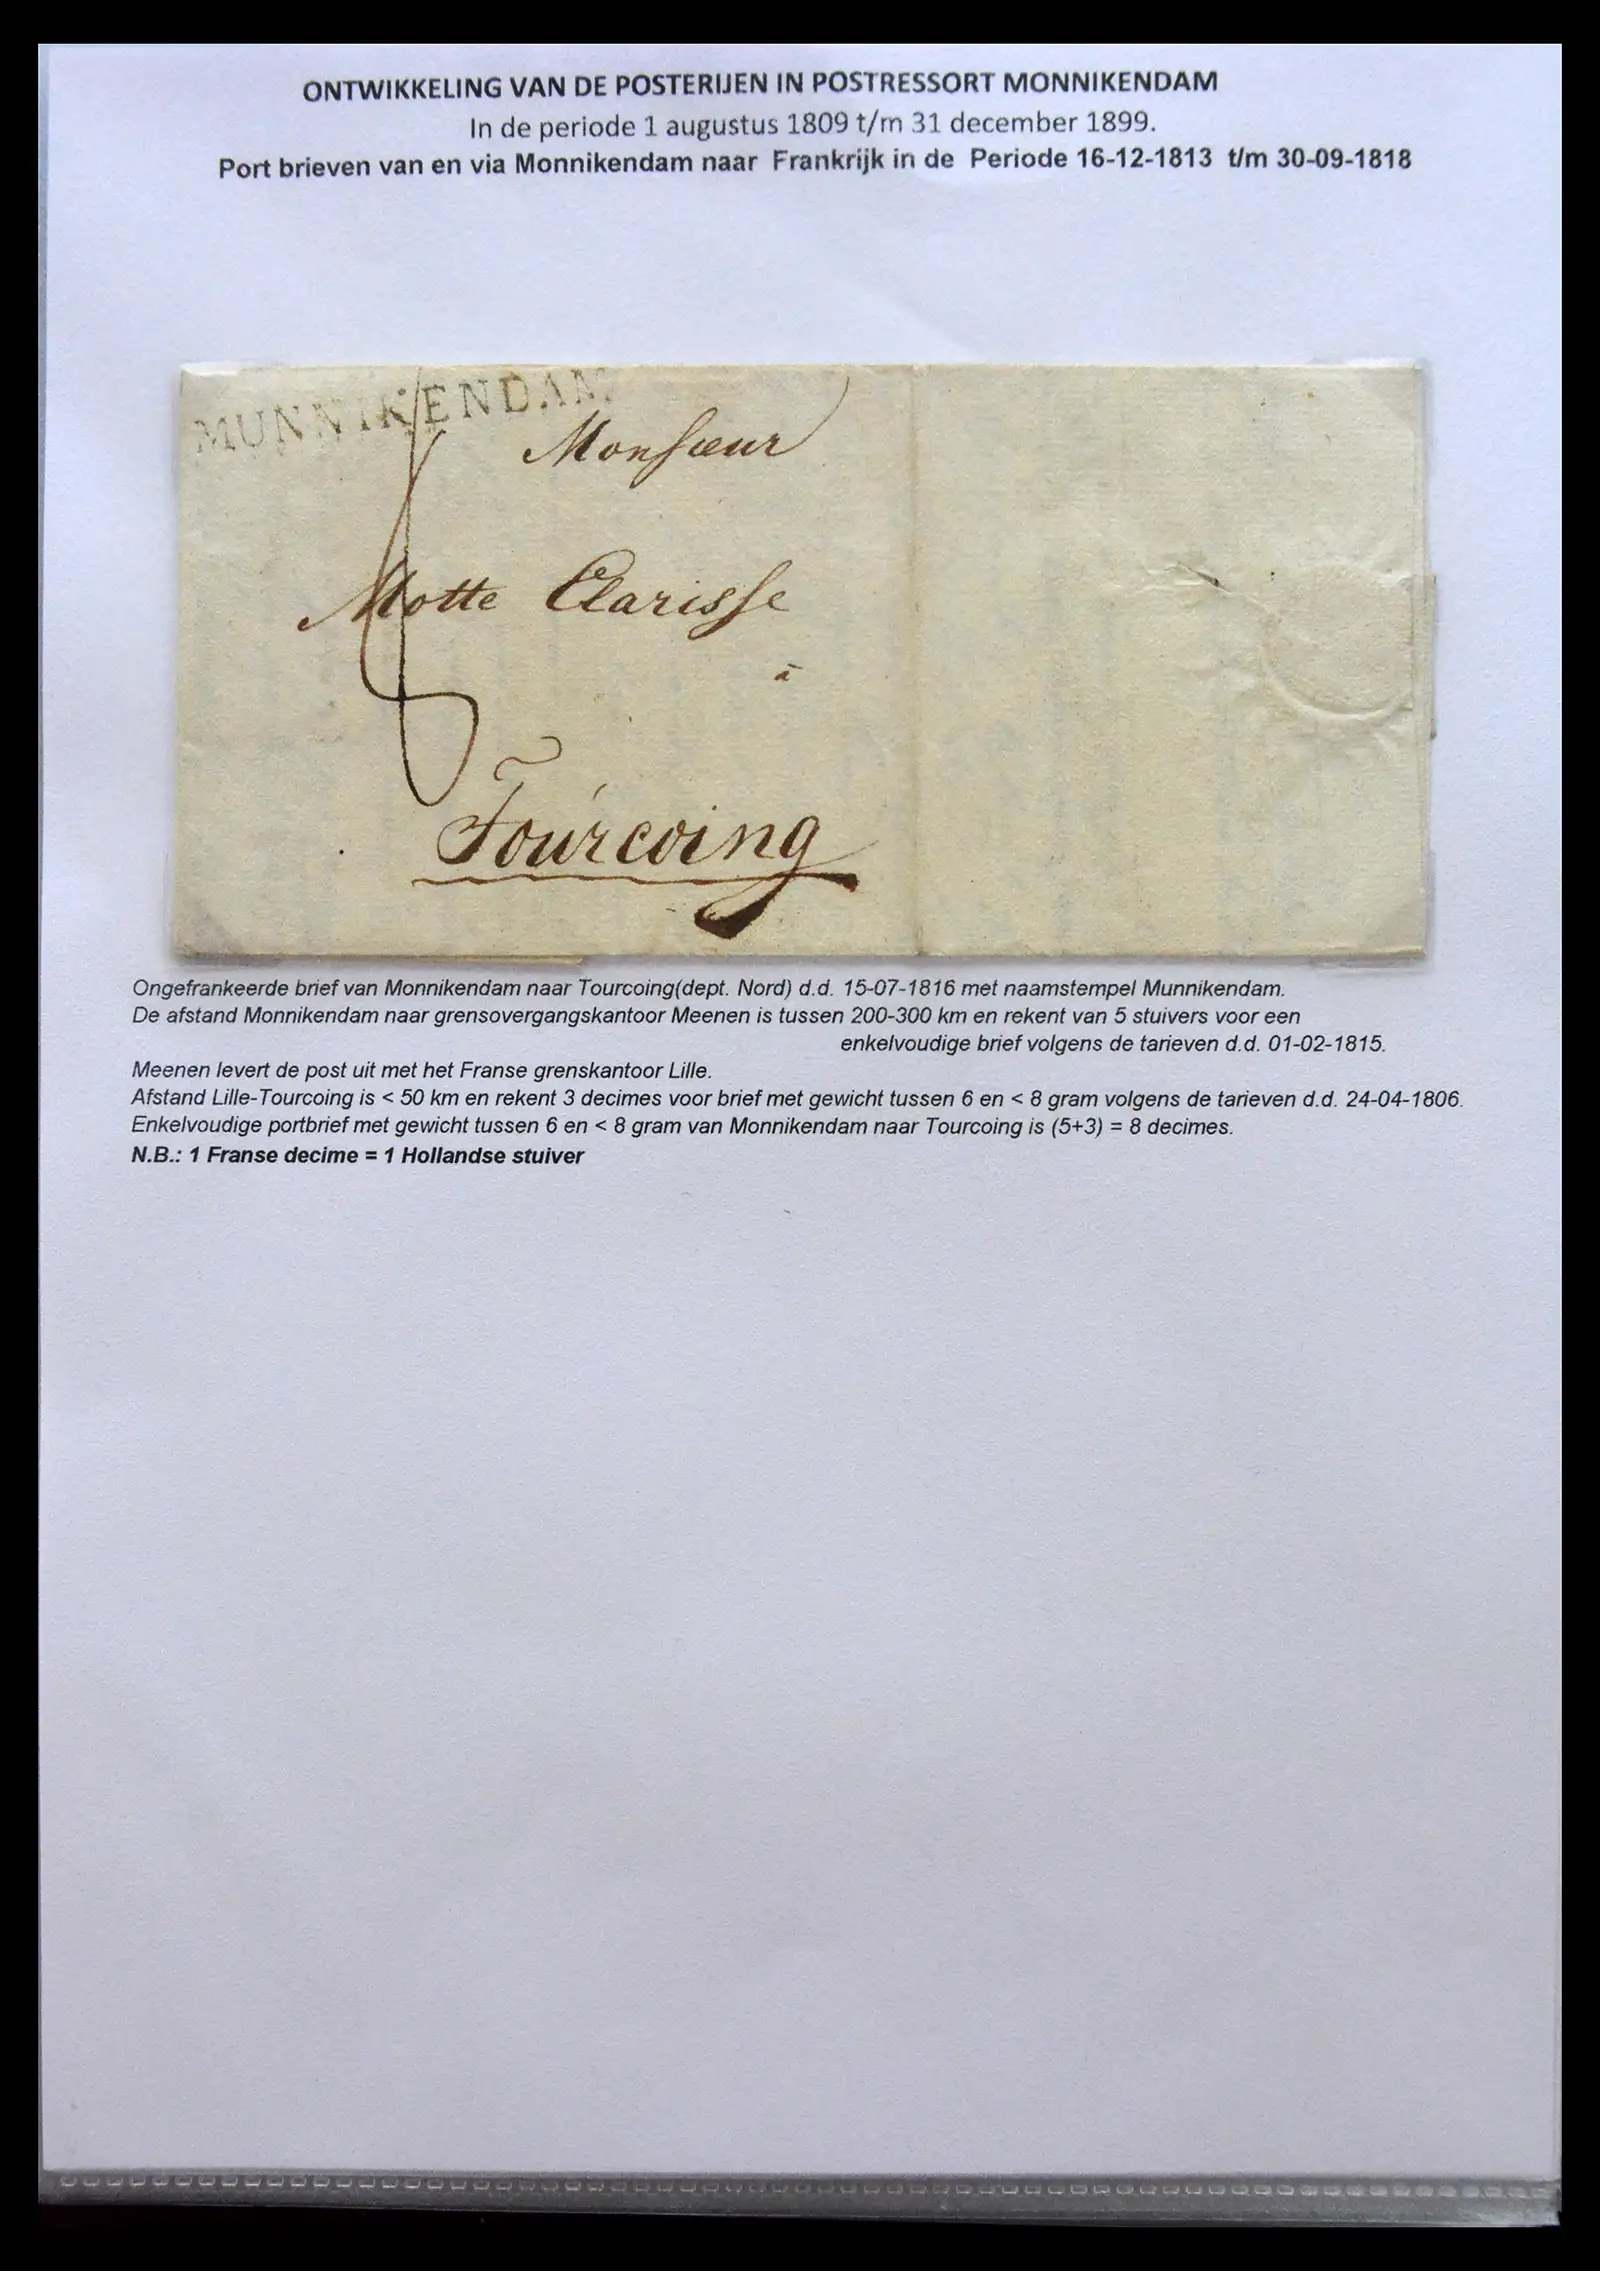 ONTWIKKELING VAN DE POSTERIJEN IN POSTRESSORT MONNIKENDAM
In de periode 1 augustus 1809 t/m 31 december 1899.
Port brieven van en via Monnikendam naar Frankrijk in de Periode 16-12-1813 t/m 30-09-1818
MUNNIKENDAM
Monsieur
Motte Clarisse
à
Tourcoing
Ongefrankeerde brief van Monnikendam naar Tourcoing(dept. Nord) d.d. 15-07-1816 met naamstempel Munnikendam.
De afstand Monnikendam naar grensovergangskantoor Meenen is tussen 200-300 km en rekent van 5 stuivers voor een
enkelvoudige brief volgens de tarieven d.d. 01-02-1815.
Meenen levert de post uit met het Franse grenskantoor Lille.
Afstand Lille-Tourcoing is < 50 km en rekent 3 decimes voor brief met gewicht tussen 6 en < 8 gram volgens de tarieven d.d. 24-04-1806.
Enkelvoudige portbrief met gewicht tussen 6 en < 8 gram van Monnikendam naar Tourcoing is (5+3) = 8 decimes.
N.B.: 1 Franse decime = 1 Hollandse stuiver